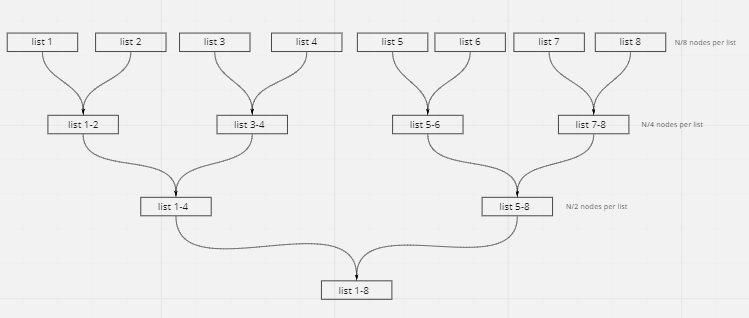 list 1
list 2
list 3
list 4
list 5
list 6
list 7
list 8
N/8 nodes per list
list 1-2
list 3-4
list 5-6
list 7-8
N/4 nodes per list
list 1-4
list 5-8
N/2 nodes per list
list 1-8